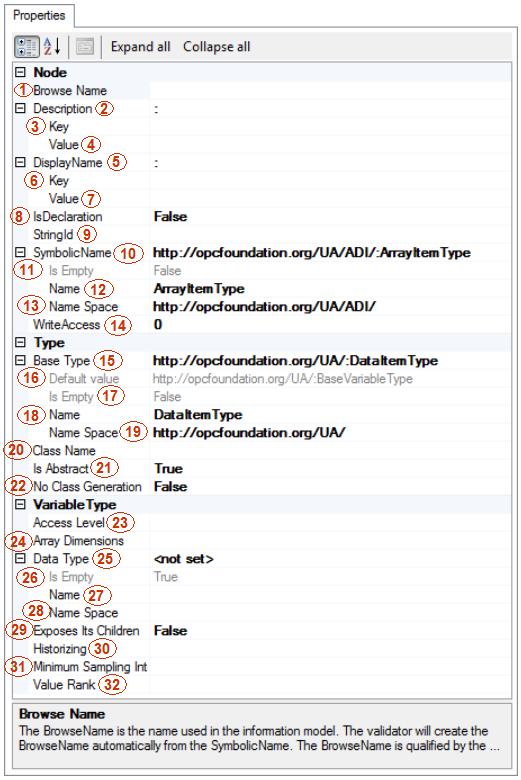 Properties
A Z Expand all Collapse all
Node
1 Browse Name
Description 2 :
3 Key
Value 4
DisplayName 5 :
6 Key
Value 7
8 IsDeclaration False
StringId 9
SymbolicName 10 http://opcfoundation.org/UA/ADI/:ArrayItemType
11 Is Empty False
Name 12 ArrayItemType
13 Name Space http://opcfoundation.org/UA/ADI/
WriteAccess 14 0
Type
Base Type 15 http://opcfoundation.org/UA/:DataItemType
16 Default value http://opcfoundation.org/UA/:BaseVariableType
Is Empty 17 False
18 Name DataItemType
Name Space 19 http://opcfoundation.org/UA/
20 Class Name
Is Abstract 21 True
22 No Class Generation False
VariableType
Access Level 23
24 Array Dimensions
Data Type 25 <not set>
26 Is Empty True
Name 27
28 Name Space
29 Exposes Its Children False
Historizing 30
31 Minimum Sampling Int
Value Rank 32
Browse Name
The BrowseName is the name used in the information model. The validator will create the
BrowseName automatically from the SymbolicName. The BrowseName is qualified by the ...